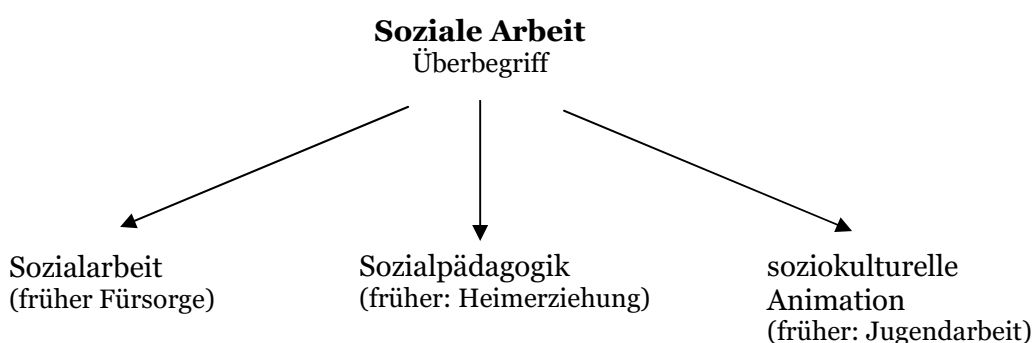 Soziale Arbeit
Überbegriff
Sozialarbeit
(früher Fürsorge)
Sozialpädagogik
(früher: Heimerziehung)
soziokulturelle
Animation
(früher: Jugendarbeit)